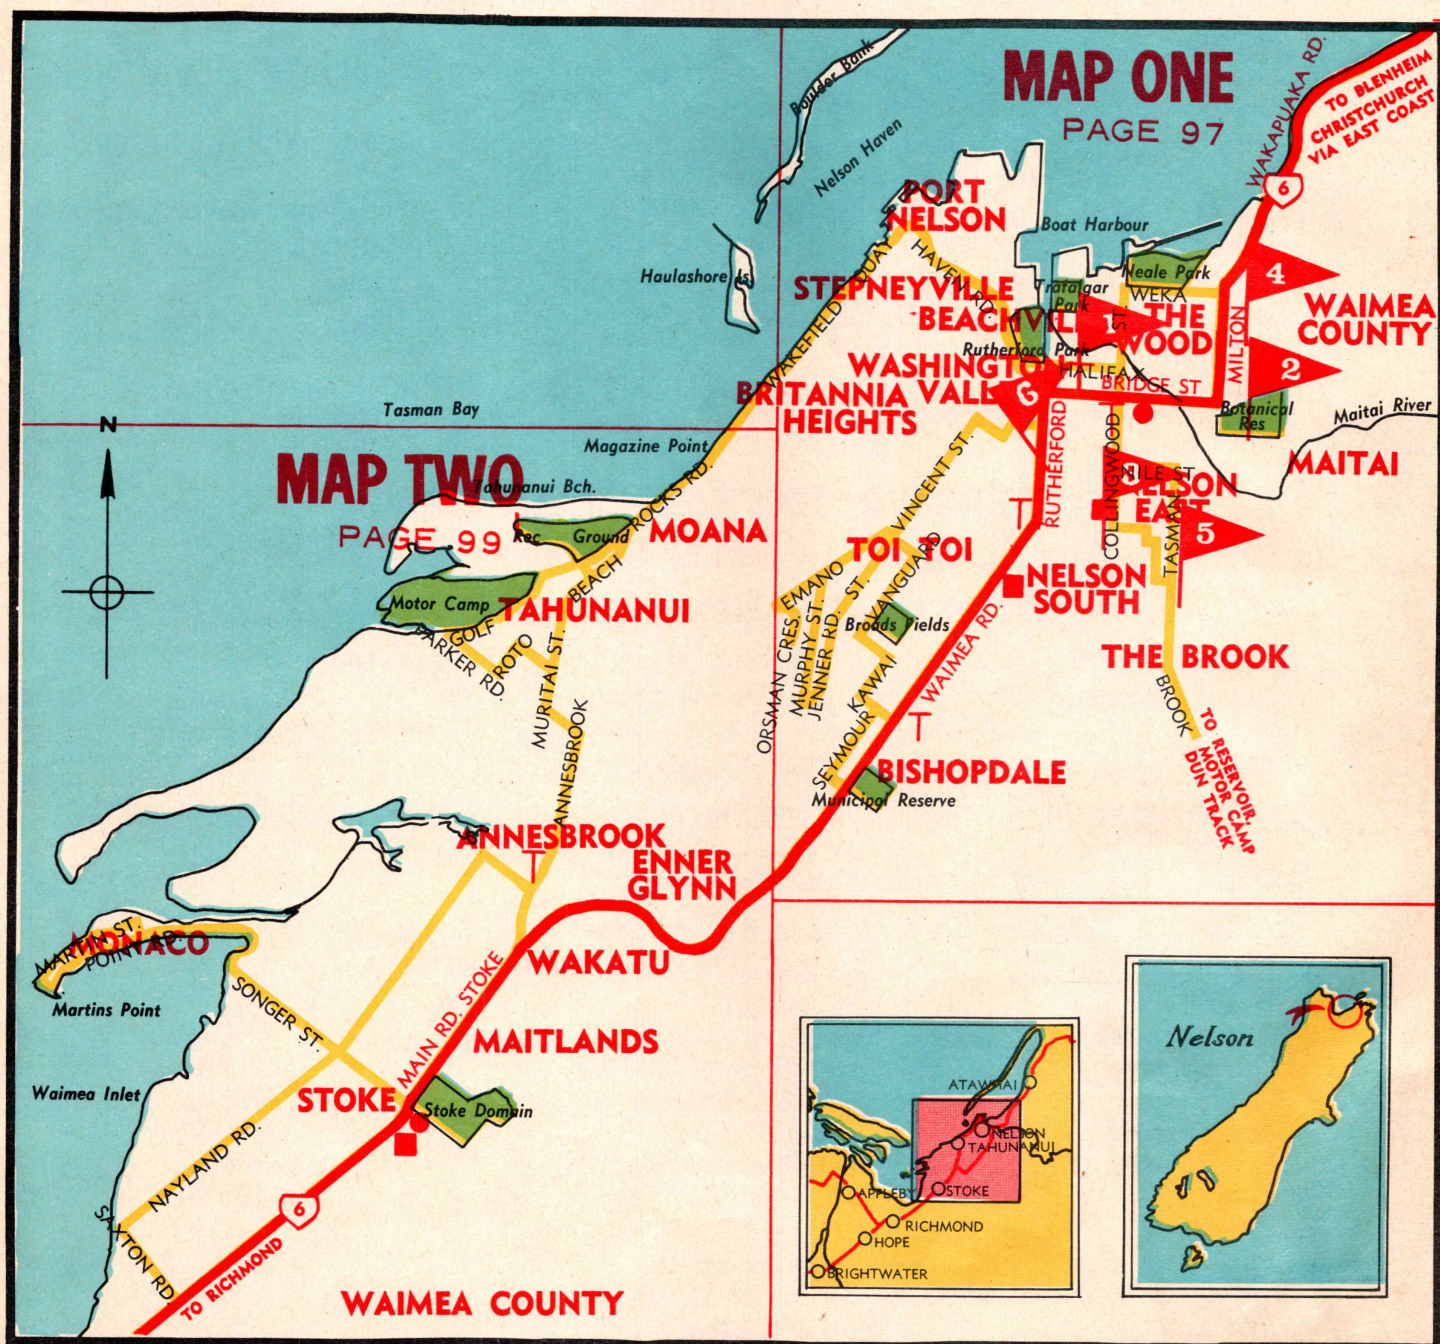 MAP ONE
PAGE 97
WAKAPUAKA RD.
TO BLENHEIM
CHRISTCHURCH
VIA EAST COAST
6
Boulder Bank
Nelson Haven
PORT
NELSON
Boat Harbour
Haulashore Is.
HAVEN RD.
WAKEFIELD QUAY
Neale Park
WEKA
4
STEPNEYVILLE
Trafalgar
Park
BEACHVILLE
1
ST.
THE
WOOD
WAIMEA
COUNTY
Rutherford Park
MILTON
2
WASHINGTON
VALLEY
HALIFAX
BRIDGE ST
BRITANNIA
HEIGHTS
6
Botanical
Res
Maitai River
Tasman Bay
N
Magazine Point
MAP TWO
PAGE 99
Tahunanui Bch.
ROCKS RD.
Rec Ground
MOANA
VINCENT ST.
RUTHERFORD
COLLINGWOOD
NILE ST
NELSON
EAST
MAITAI
TASMAN
5
TOI TOI
BEACH
Motor Camp
TAHUNANUI
GOLF
PARKER RD.
ROTO
MURITAI ST.
ANNESBROOK
EMANO
ST.
VANGUARD
Broads Fields
ORSMAN CRES.
MURPHY ST.
JENNER RD.
KAWAI
SEYMOUR
WAIMEA RD.
NELSON
SOUTH
THE BROOK
BROOK
TO RESERVOIR.
MOTOR CAMP
DUN TRACK
BISHOPDALE
Municipal Reserve
ANNESBROOK
ENNER
GLYNN
MARTIN ST.
MONACO
POINT RD.
Martins Point
WAKATU
SONGER ST.
MAIN RD. STOKE
MAITLANDS
Waimea Inlet
STOKE
Stoke Domain
NAYLAND RD.
SAXTON RD.
6
TO RICHMOND
WAIMEA COUNTY
ATAWHAI
NELSON
TAHUNANUI
APPLEBY
STOKE
RICHMOND
HOPE
BRIGHTWATER
Nelson